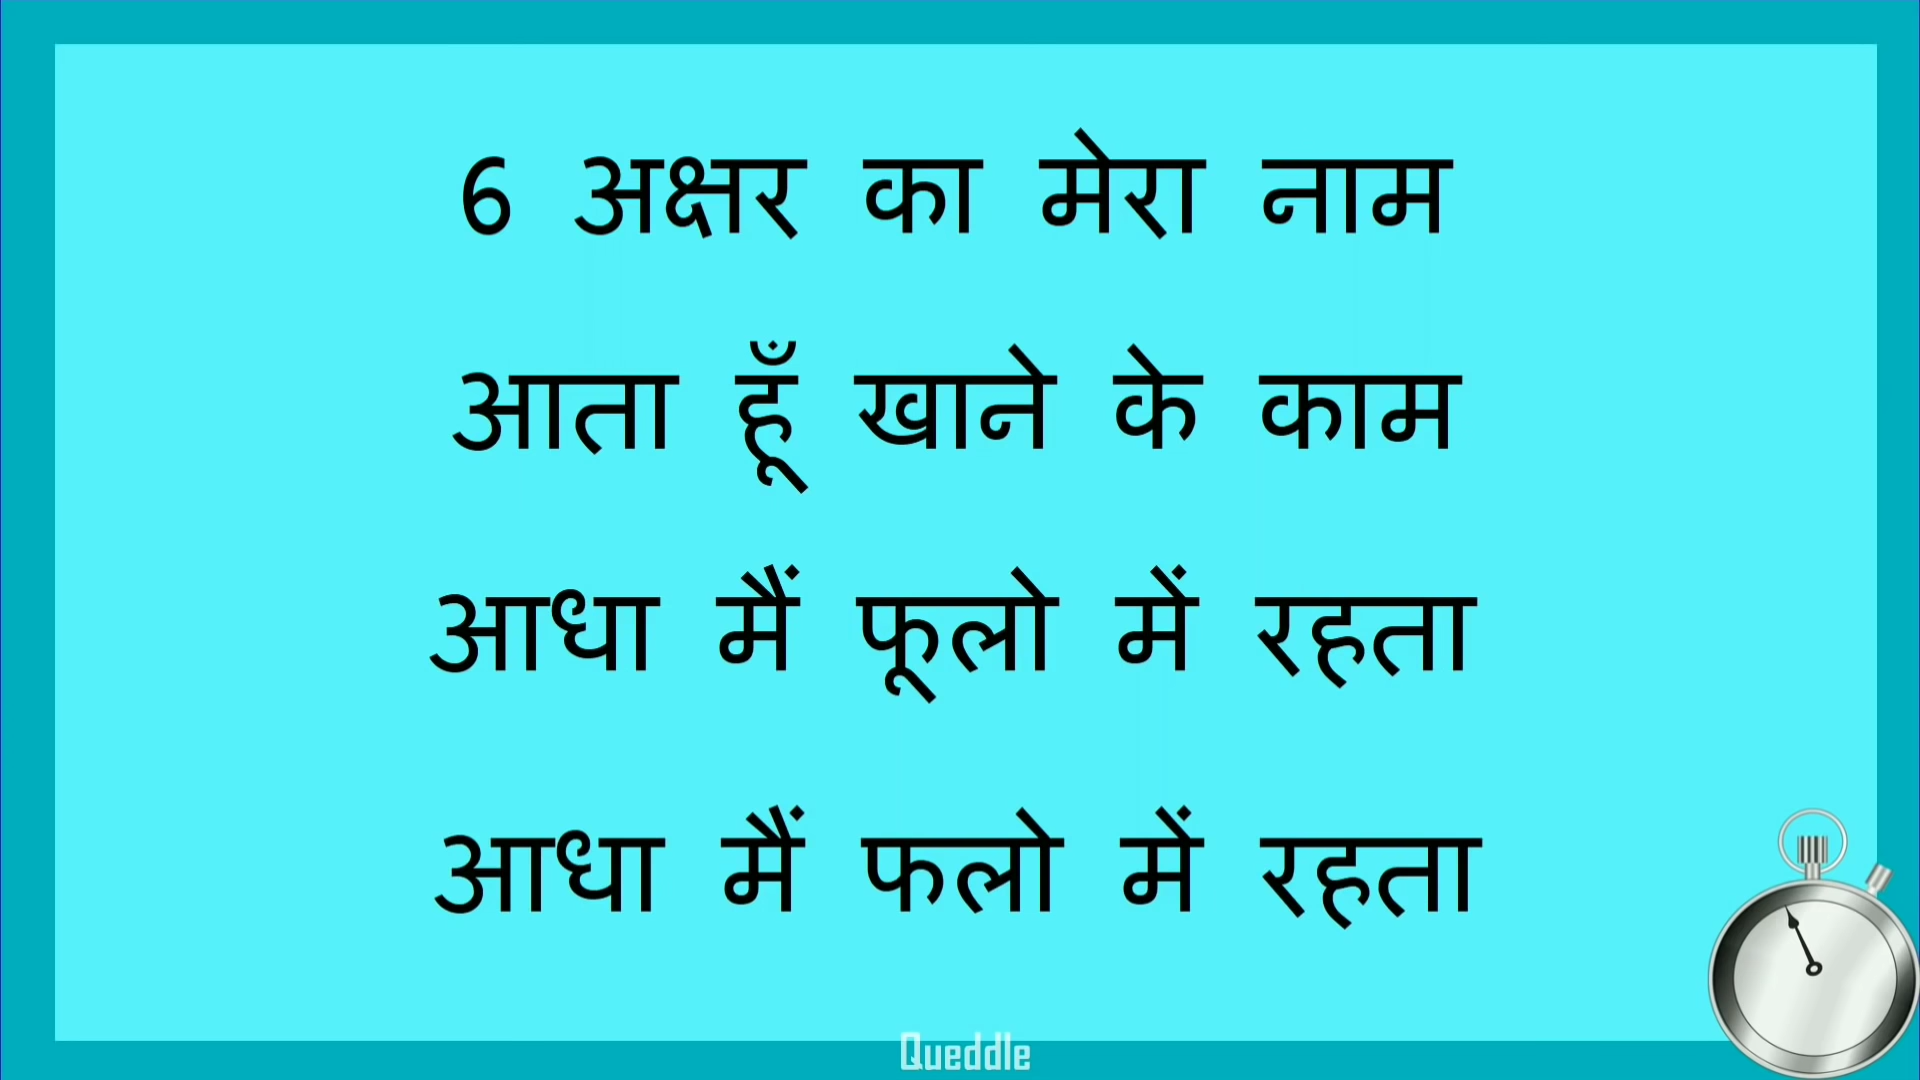 6 अक्षर का मेरा नाम
आता हूँ खाने के काम
आधा मैं फूलो में रहता
आधा मैं फलो में रहता
Queddle